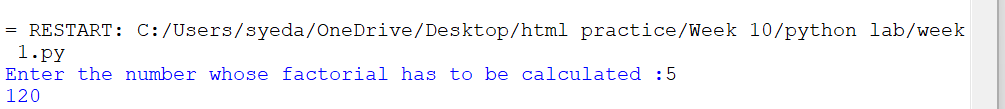 = RESTART: C:/Users/syeda/OneDrive/Desktop/html practice/Week 10/python lab/week
 1.py
Enter the number whose factorial has to be calculated :5
120